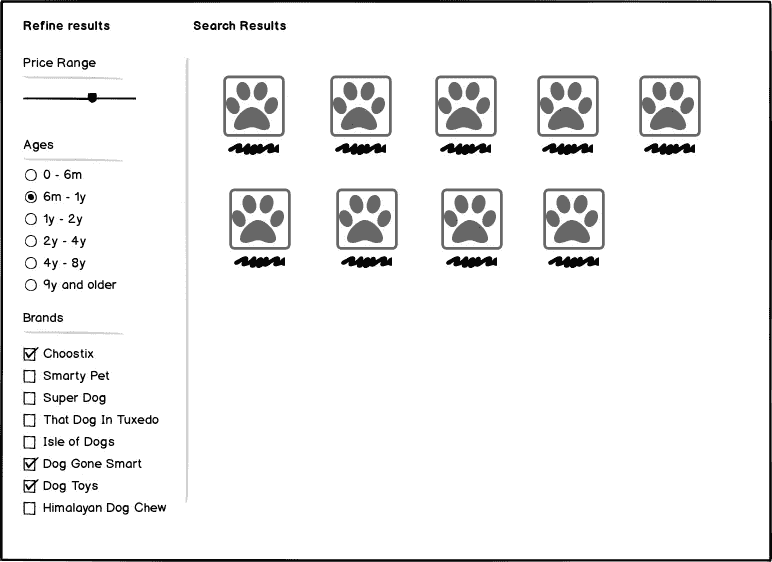 Refine results
Search Results
Price Range
Ages
0 - 6m
6m - 1y
1y - 2y
2y - 4y
4y - 8y
9y and older
Brands
Choostix
Smarty Pet
Super Dog
That Dog In Tuxedo
Isle of Dogs
Dog Gone Smart
Dog Toys
Himalayan Dog Chew